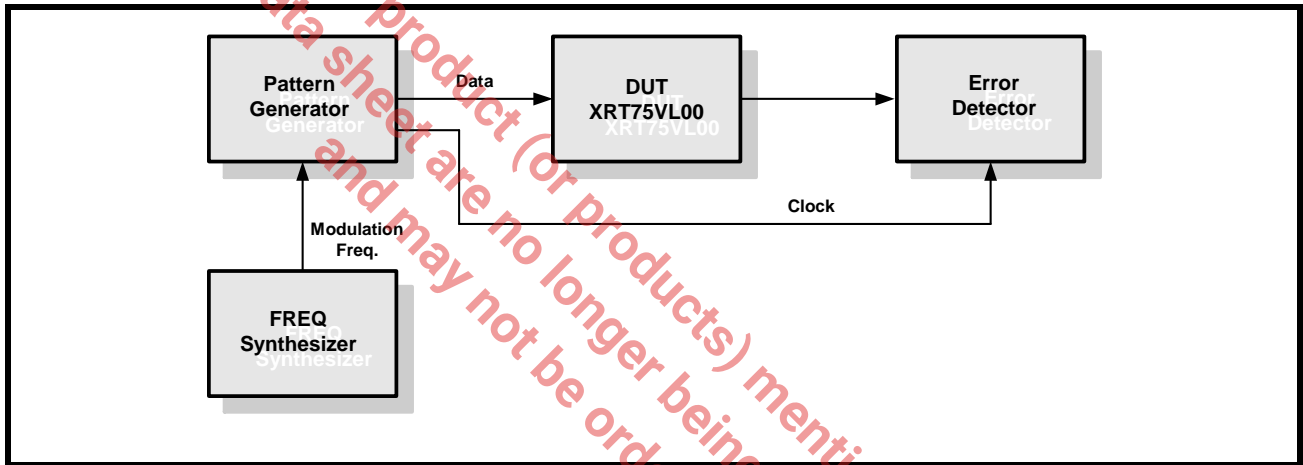 Pattern
Generator
Data
DUT
XRT75VL00
Error
Detector
Clock
Modulation
Freq.
FREQ
Synthesizer
product (or products) menti
ata sheet are no longer being
and may not be ord